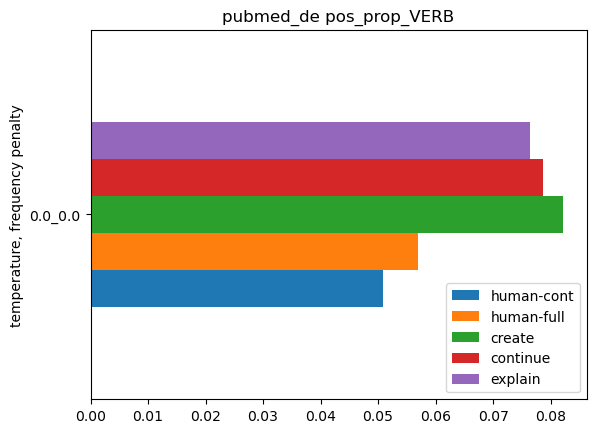 pubmed_de pos_prop_VERB
temperature, frequency penalty
0.0_0.0
human-cont
human-full
create
continue
explain
0.00 0.01 0.02 0.03 0.04 0.05 0.06 0.07 0.08